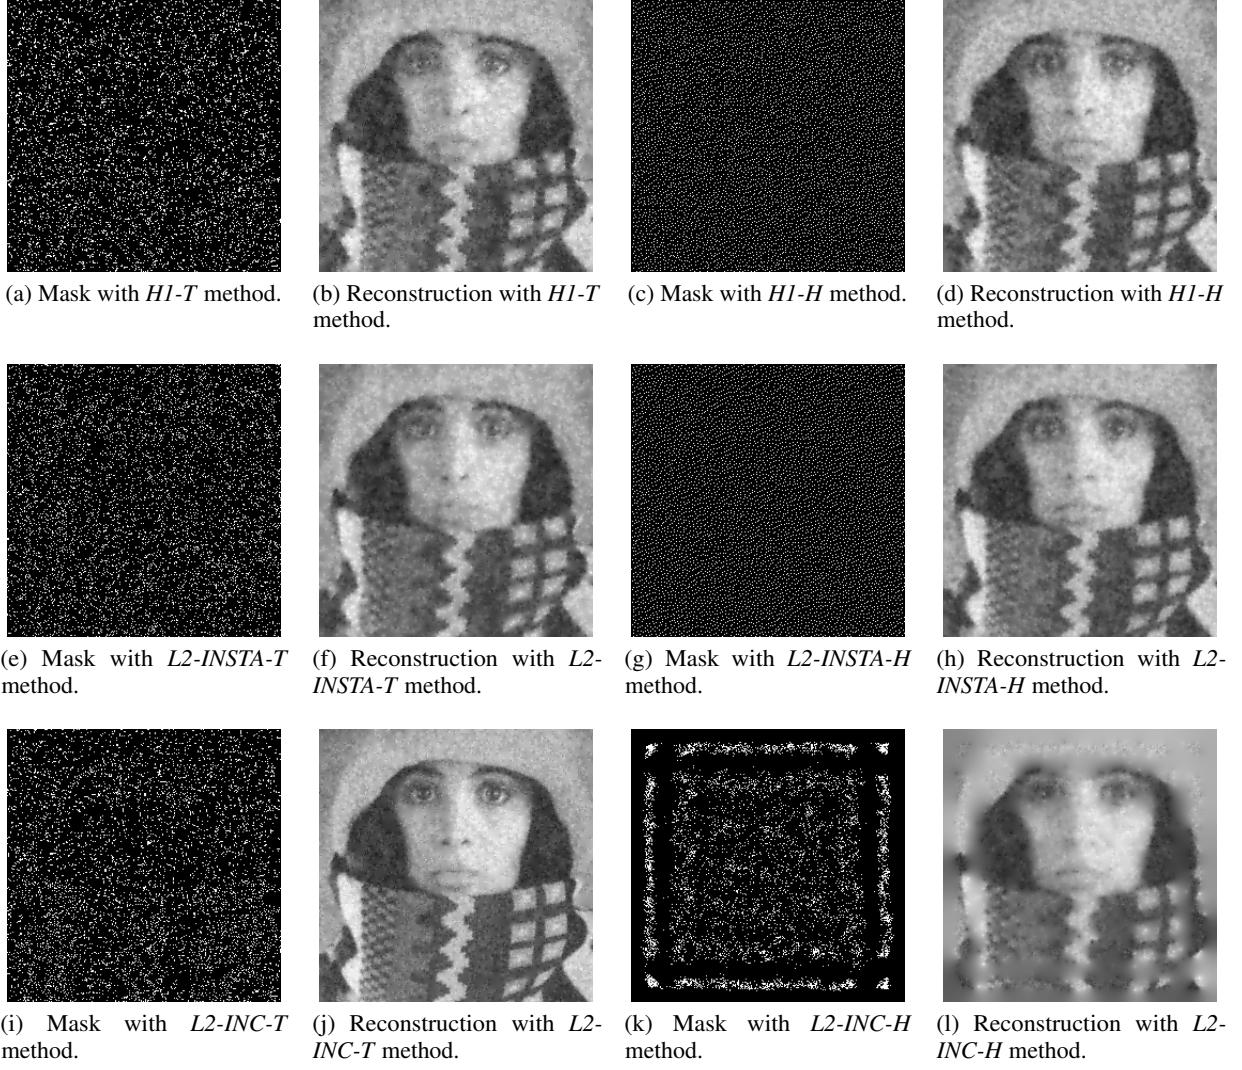 (a) Mask with H1-T method.
(b) Reconstruction with H1-T
method.
(c) Mask with H1-H method.
(d) Reconstruction with H1-H
method.
(e) Mask with L2-INSTA-T
method.
(f) Reconstruction with L2-
INSTA-T method.
(g) Mask with L2-INSTA-H
method.
(h) Reconstruction with L2-
INSTA-H method.
(i) Mask with L2-INC-T
method.
(j) Reconstruction with L2-
INC-T method.
(k) Mask with L2-INC-H
method.
(l) Reconstruction with L2-
INC-H method.